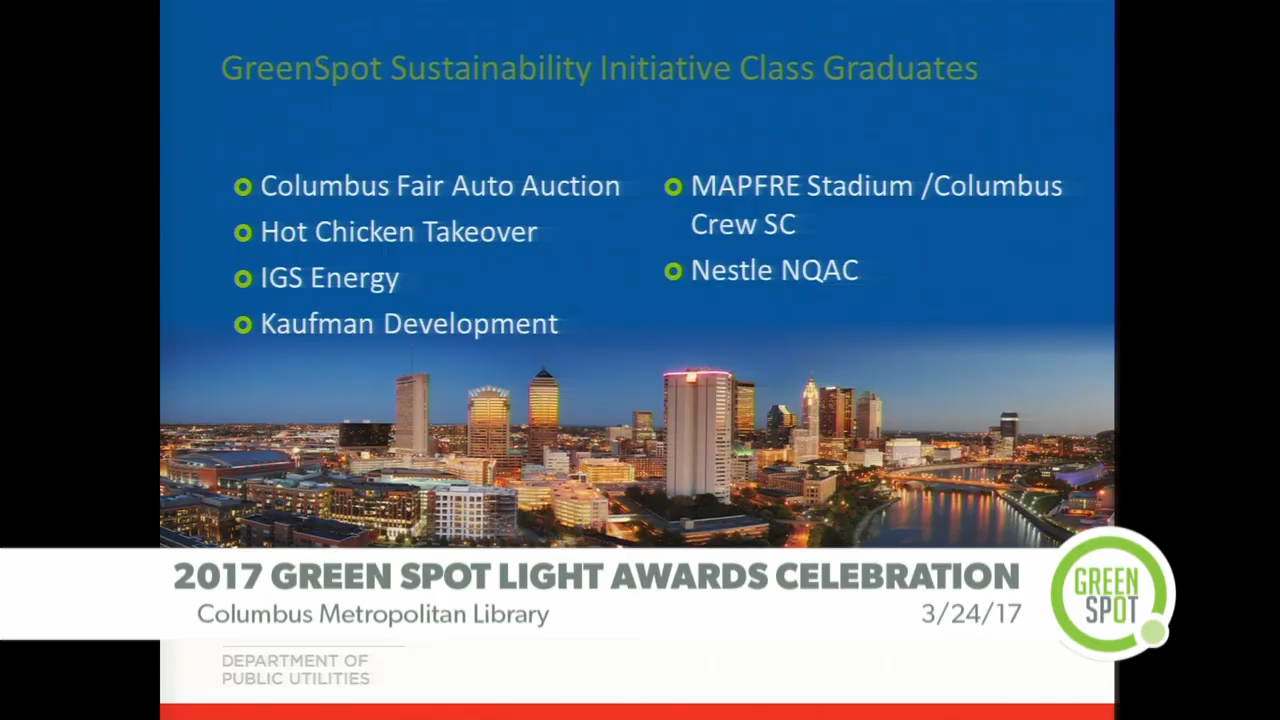 GreenSpot Sustainability Initiative Class Graduates
Columbus Fair Auto Auction
Hot Chicken Takeover
IGS Energy
Kaufman Development
MAPFRE Stadium /Columbus
Crew SC
Nestle NQAC
2017 GREEN SPOT LIGHT AWARDS CELEBRATION
Columbus Metropolitan Library
3/24/17
GREEN
SPOT
DEPARTMENT OF
PUBLIC UTILITIES